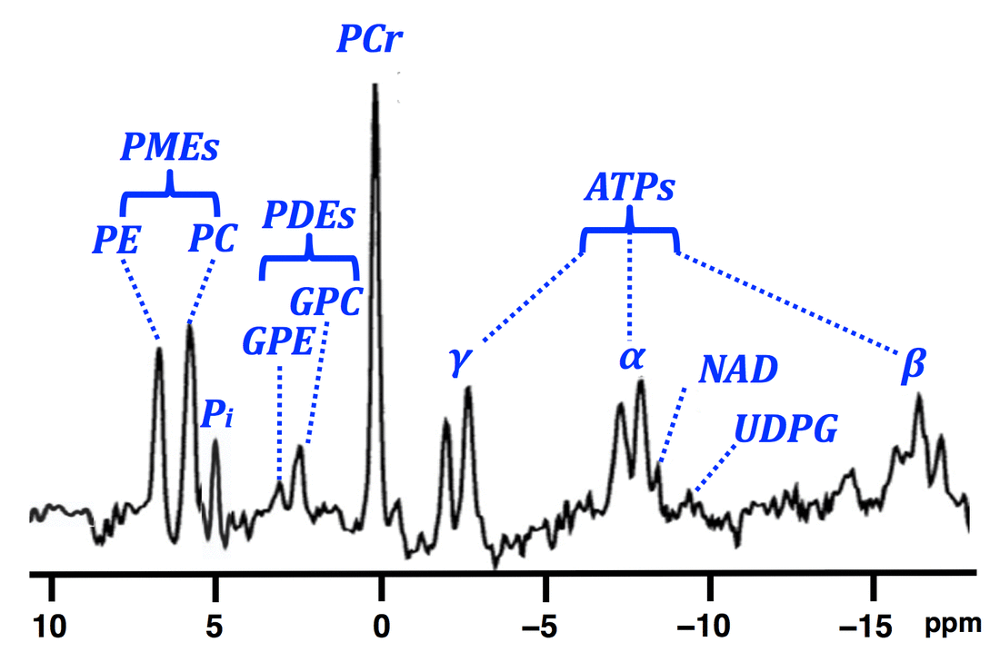 PCr
PMEs
PE PC
PDEs
GPC
GPE
Pi
ATPs
γ α β
NAD
UDPG
10 5 0 −5 −10 −15 ppm